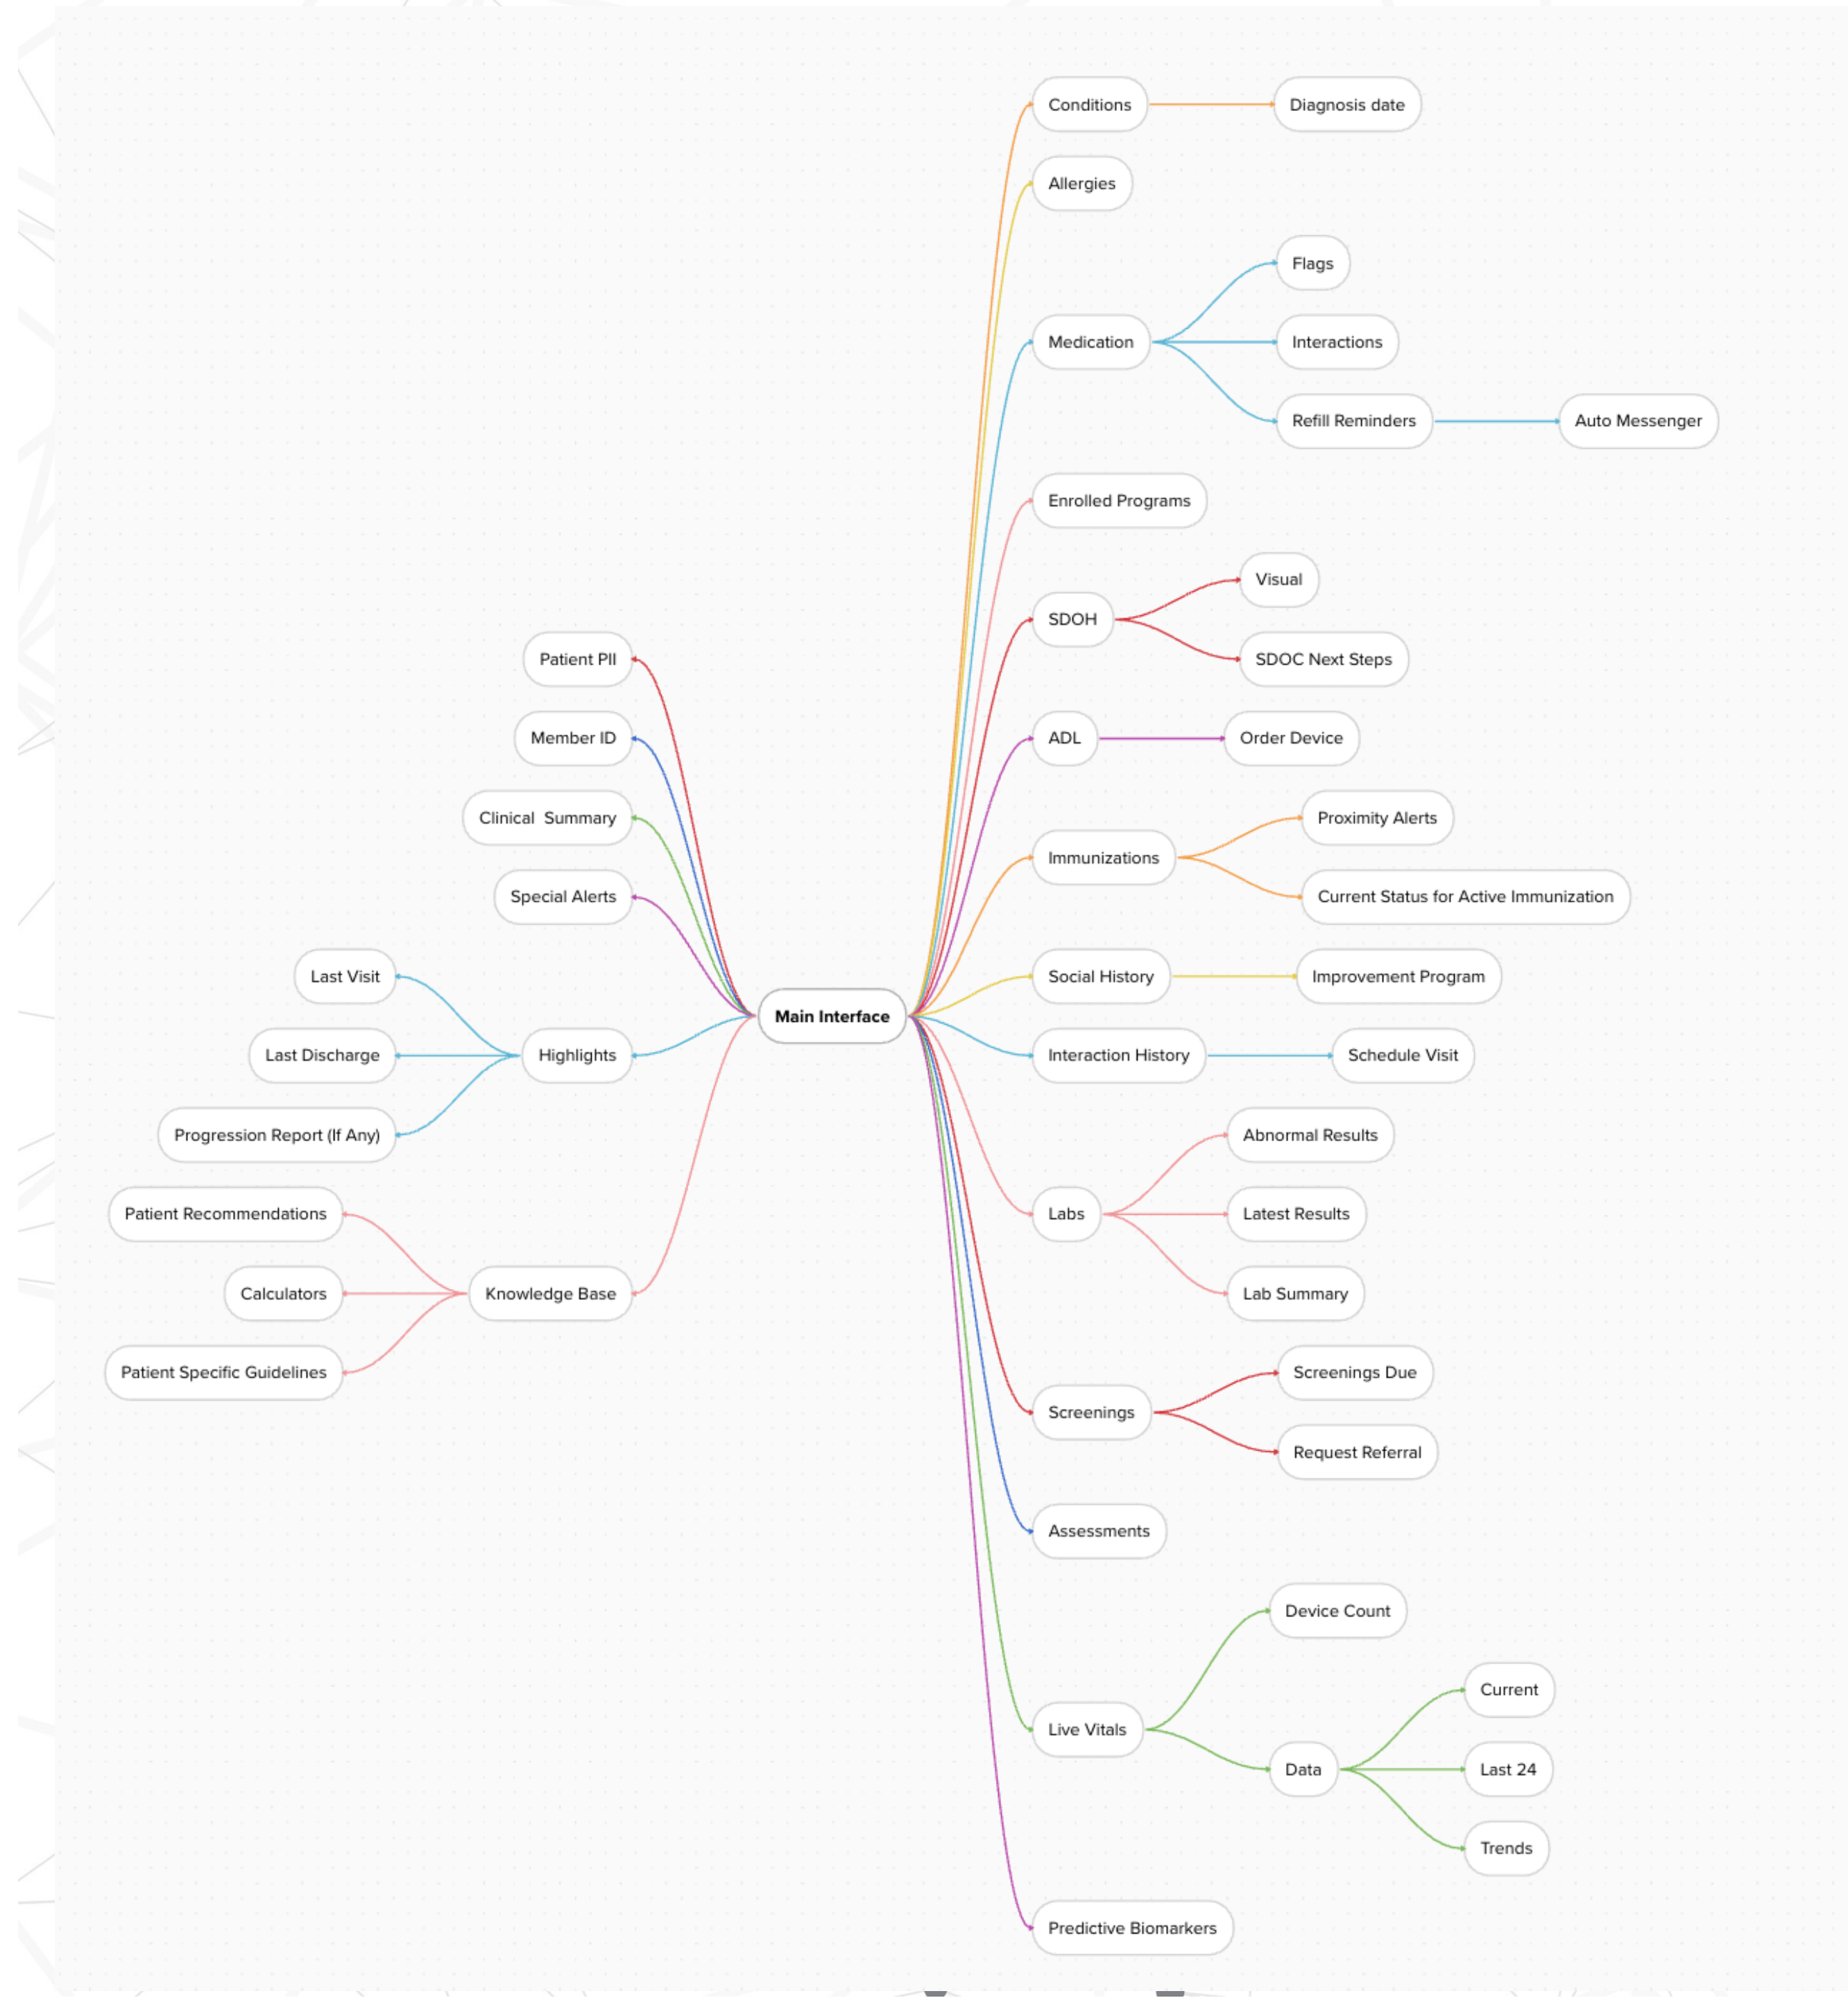 Conditions
Diagnosis date
Allergies
Flags
Medication
Interactions
Refill Reminders
Auto Messenger
Enrolled Programs
Visual
SDOH
SDOC Next Steps
Patient PII
Member ID
ADL
Order Device
Clinical  Summary
Proximity Alerts
Immunizations
Special Alerts
Current Status for Active Immunization
Last Visit
Social History
Improvement Program
Main Interface
Last Discharge
Highlights
Interaction History
Schedule Visit
Progression Report (If Any)
Abnormal Results
Patient Recommendations
Labs
Latest Results
Calculators
Knowledge Base
Lab Summary
Patient Specific Guidelines
Screenings Due
Screenings
Request Referral
Assessments
Device Count
Current
Live Vitals
Data
Last 24
Trends
Predictive Biomarkers